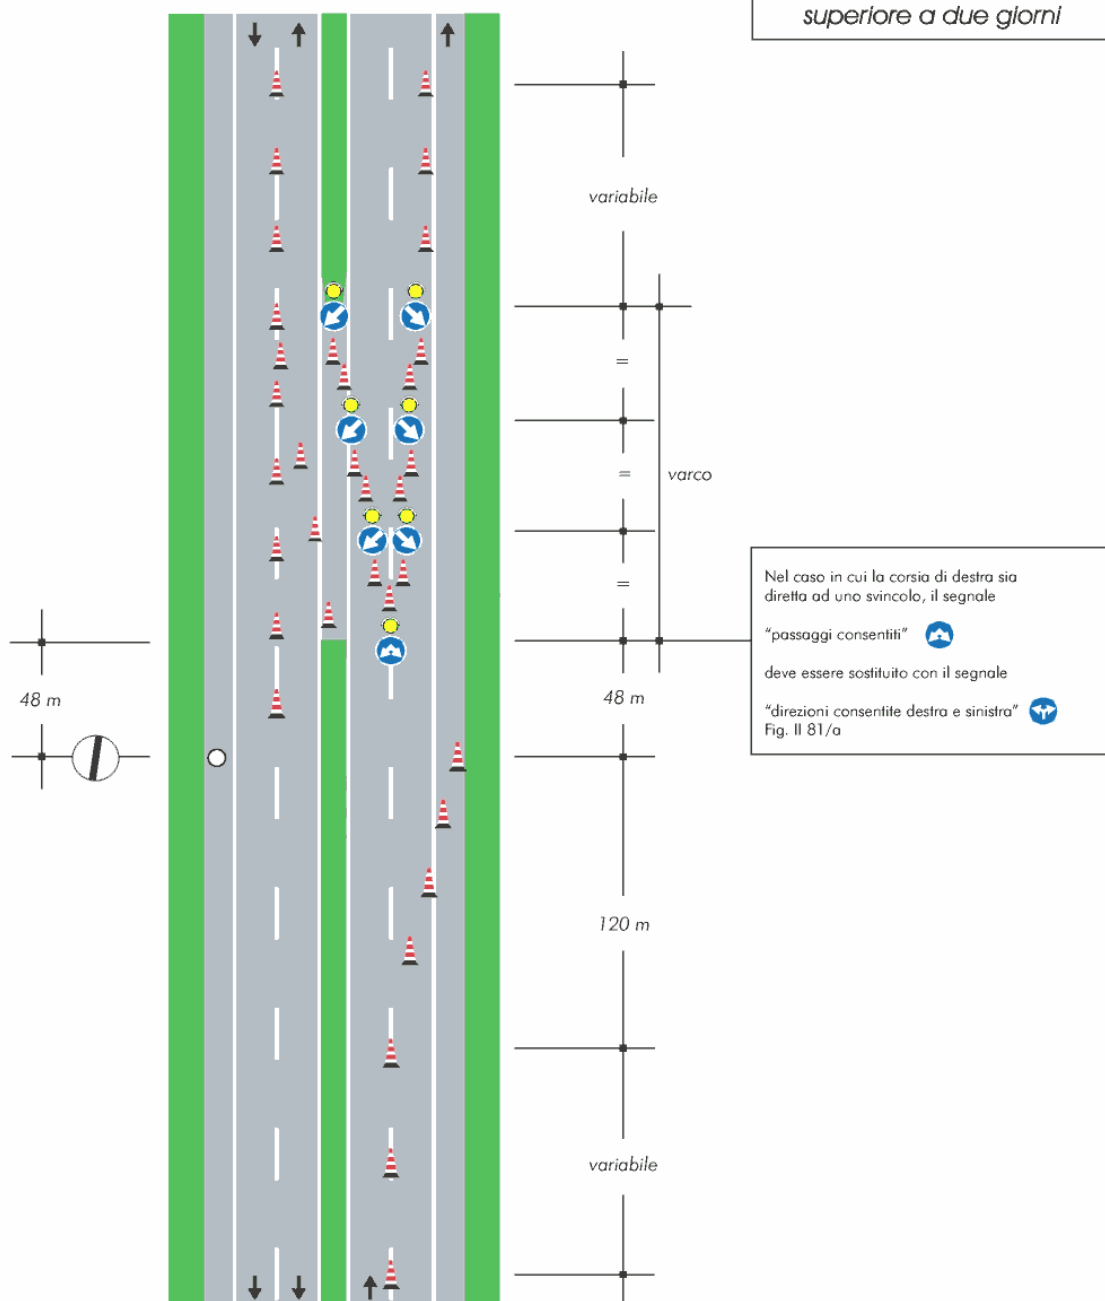 superiore a due giorni
variabile
=
=
varco
=
Nel caso in cui la corsia di destra sia
diretta ad uno svincolo, il segnale
"passaggi consentiti"
deve essere sostituito con il segnale
"direzioni consentite destra e sinistra"
Fig. II 81/a
48 m
48 m
120 m
variabile